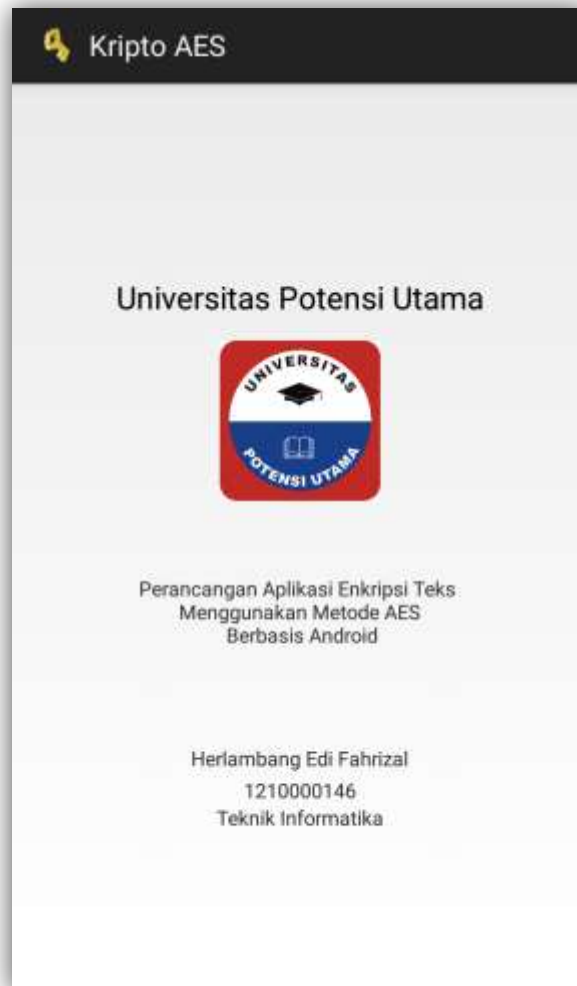 Kripto AES
Universitas Potensi Utama
UNIVERSITAS
POTENSI UTAMA
Perancangan Aplikasi Enkripsi Teks
Menggunakan Metode AES
Berbasis Android
Herlambang Edi Fahrizal
1210000146
Teknik Informatika